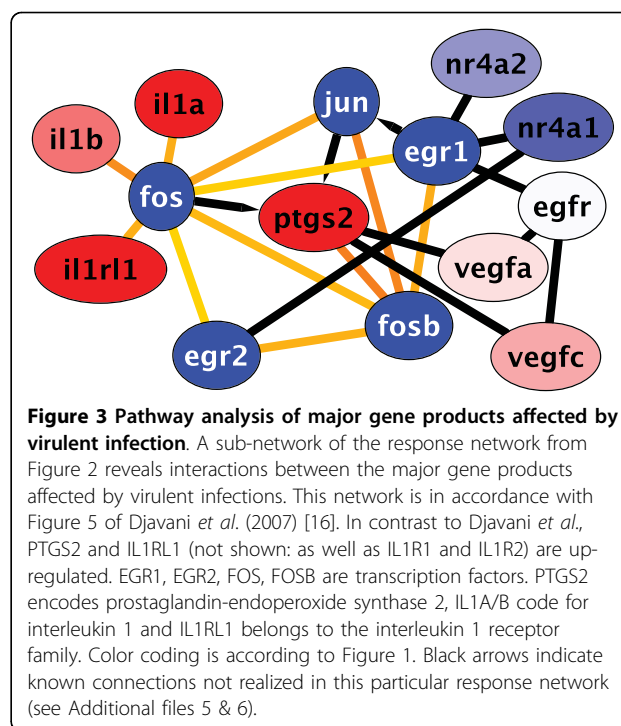 nr4a2
il1a
jun
nr4a1
il1b
egr1
fos
egfr
ptgs2
il1rl1
vegfa
fosb
egr2
vegfc
Figure 3 Pathway analysis of major gene products affected by
virulent infection. A sub-network of the response network from
Figure 2 reveals interactions between the major gene products
affected by virulent infections. This network is in accordance with
Figure 5 of Djavani et al. (2007) [16]. In contrast to Djavani et al.,
PTGS2 and IL1RL1 (not shown: as well as IL1R1 and IL1R2) are up-
regulated. EGR1, EGR2, FOS, FOSB are transcription factors. PTGS2
encodes prostaglandin-endoperoxide synthase 2, IL1A/B code for
interleukin 1 and IL1RL1 belongs to the interleukin 1 receptor
family. Color coding is according to Figure 1. Black arrows indicate
known connections not realized in this particular response network
(see Additional files 5 & 6).